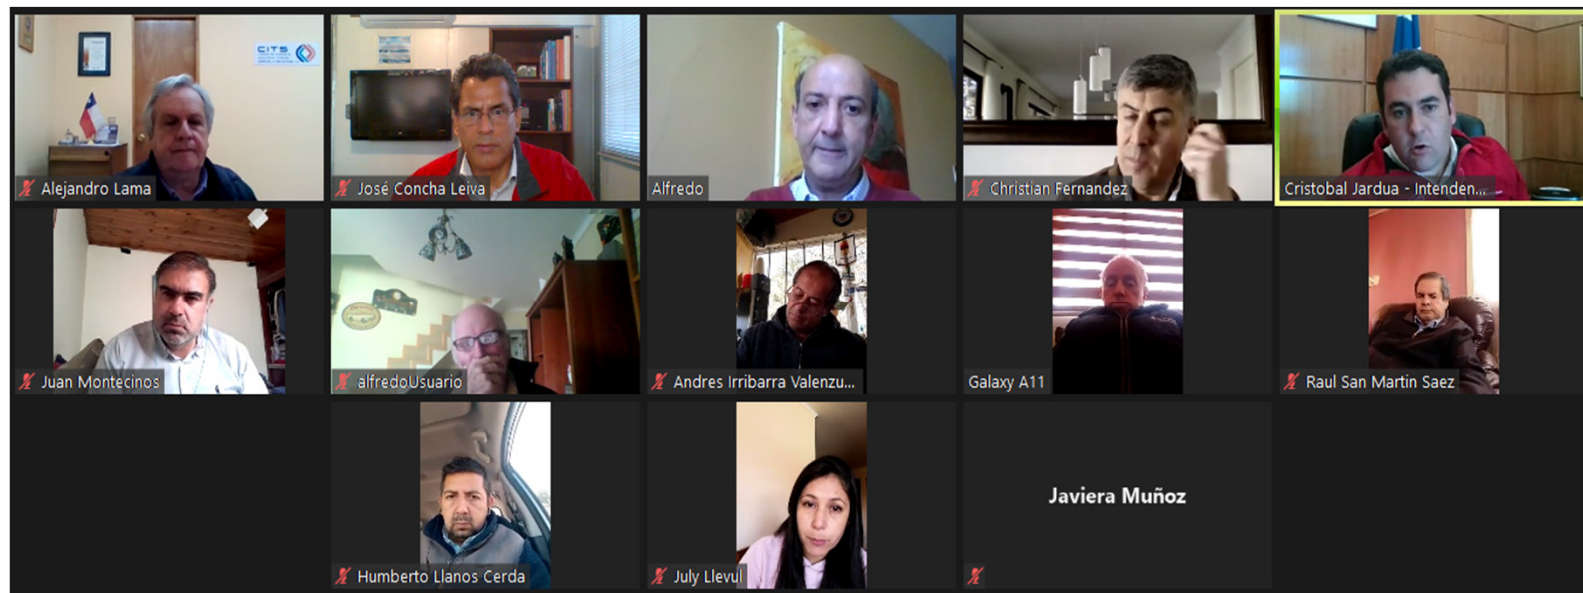 CITS
Alejandro Lama
José Concha Leiva
Alfredo
Christian Fernandez
Cristobal Jardua - Intenden...
Juan Montecinos
alfredoUsuario
Andres Irribarra Valenzu...
Galaxy A11
Raul San Martin Saez
Humberto Llanos Cerda
July Llevul
Javiera Muñoz